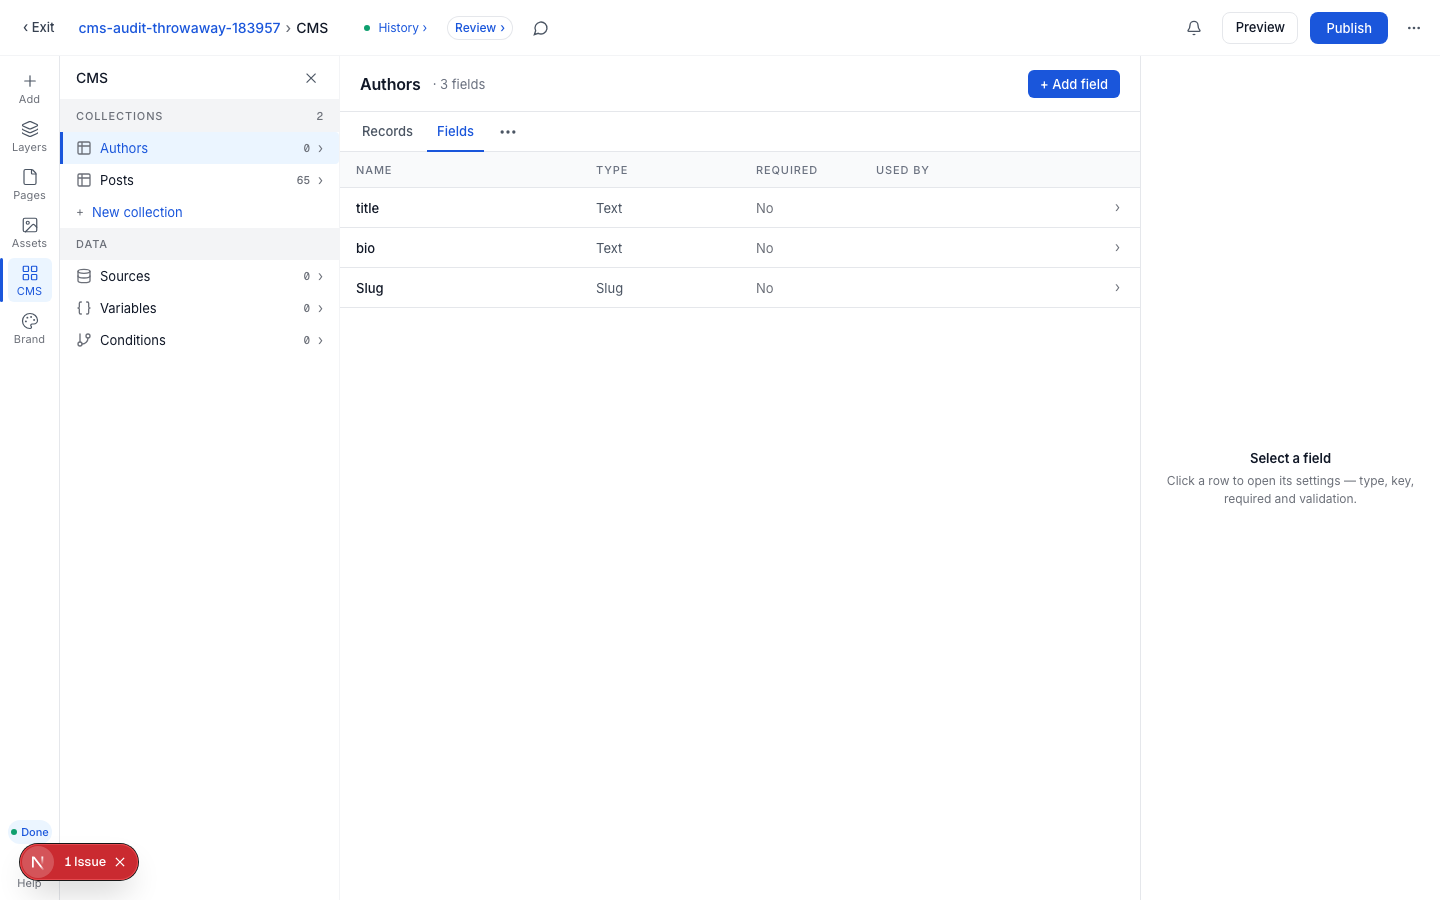 ‹ Exit
cms-audit-throwaway-183957 › CMS
History ›
Review ›
Preview
Publish
Add
Layers
Pages
Assets
CMS
Brand
Done
1 Issue
Help
CMS
COLLECTIONS 2
Authors 0 ›
Posts 65 ›
+ New collection
DATA
Sources 0 ›
Variables 0 ›
Conditions 0 ›
Authors · 3 fields
+ Add field
Records Fields
NAME TYPE REQUIRED USED BY
title Text No ›
bio Text No ›
Slug Slug No ›
Select a field
Click a row to open its settings — type, key,
required and validation.